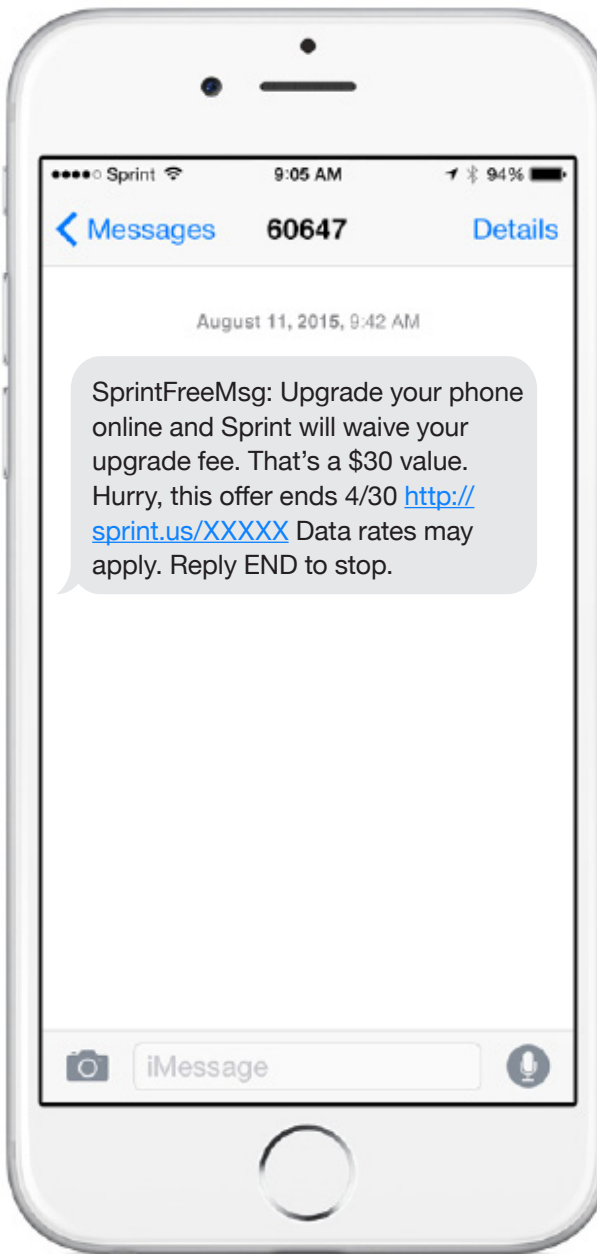 Sprint 9:05 AM 94%
Messages 60647 Details
August 11, 2015, 9:42 AM
SprintFreeMsg: Upgrade your phone
online and Sprint will waive your
upgrade fee. That’s a $30 value.
Hurry, this offer ends 4/30 http://
sprint.us/XXXXX Data rates may
apply. Reply END to stop.
iMessage